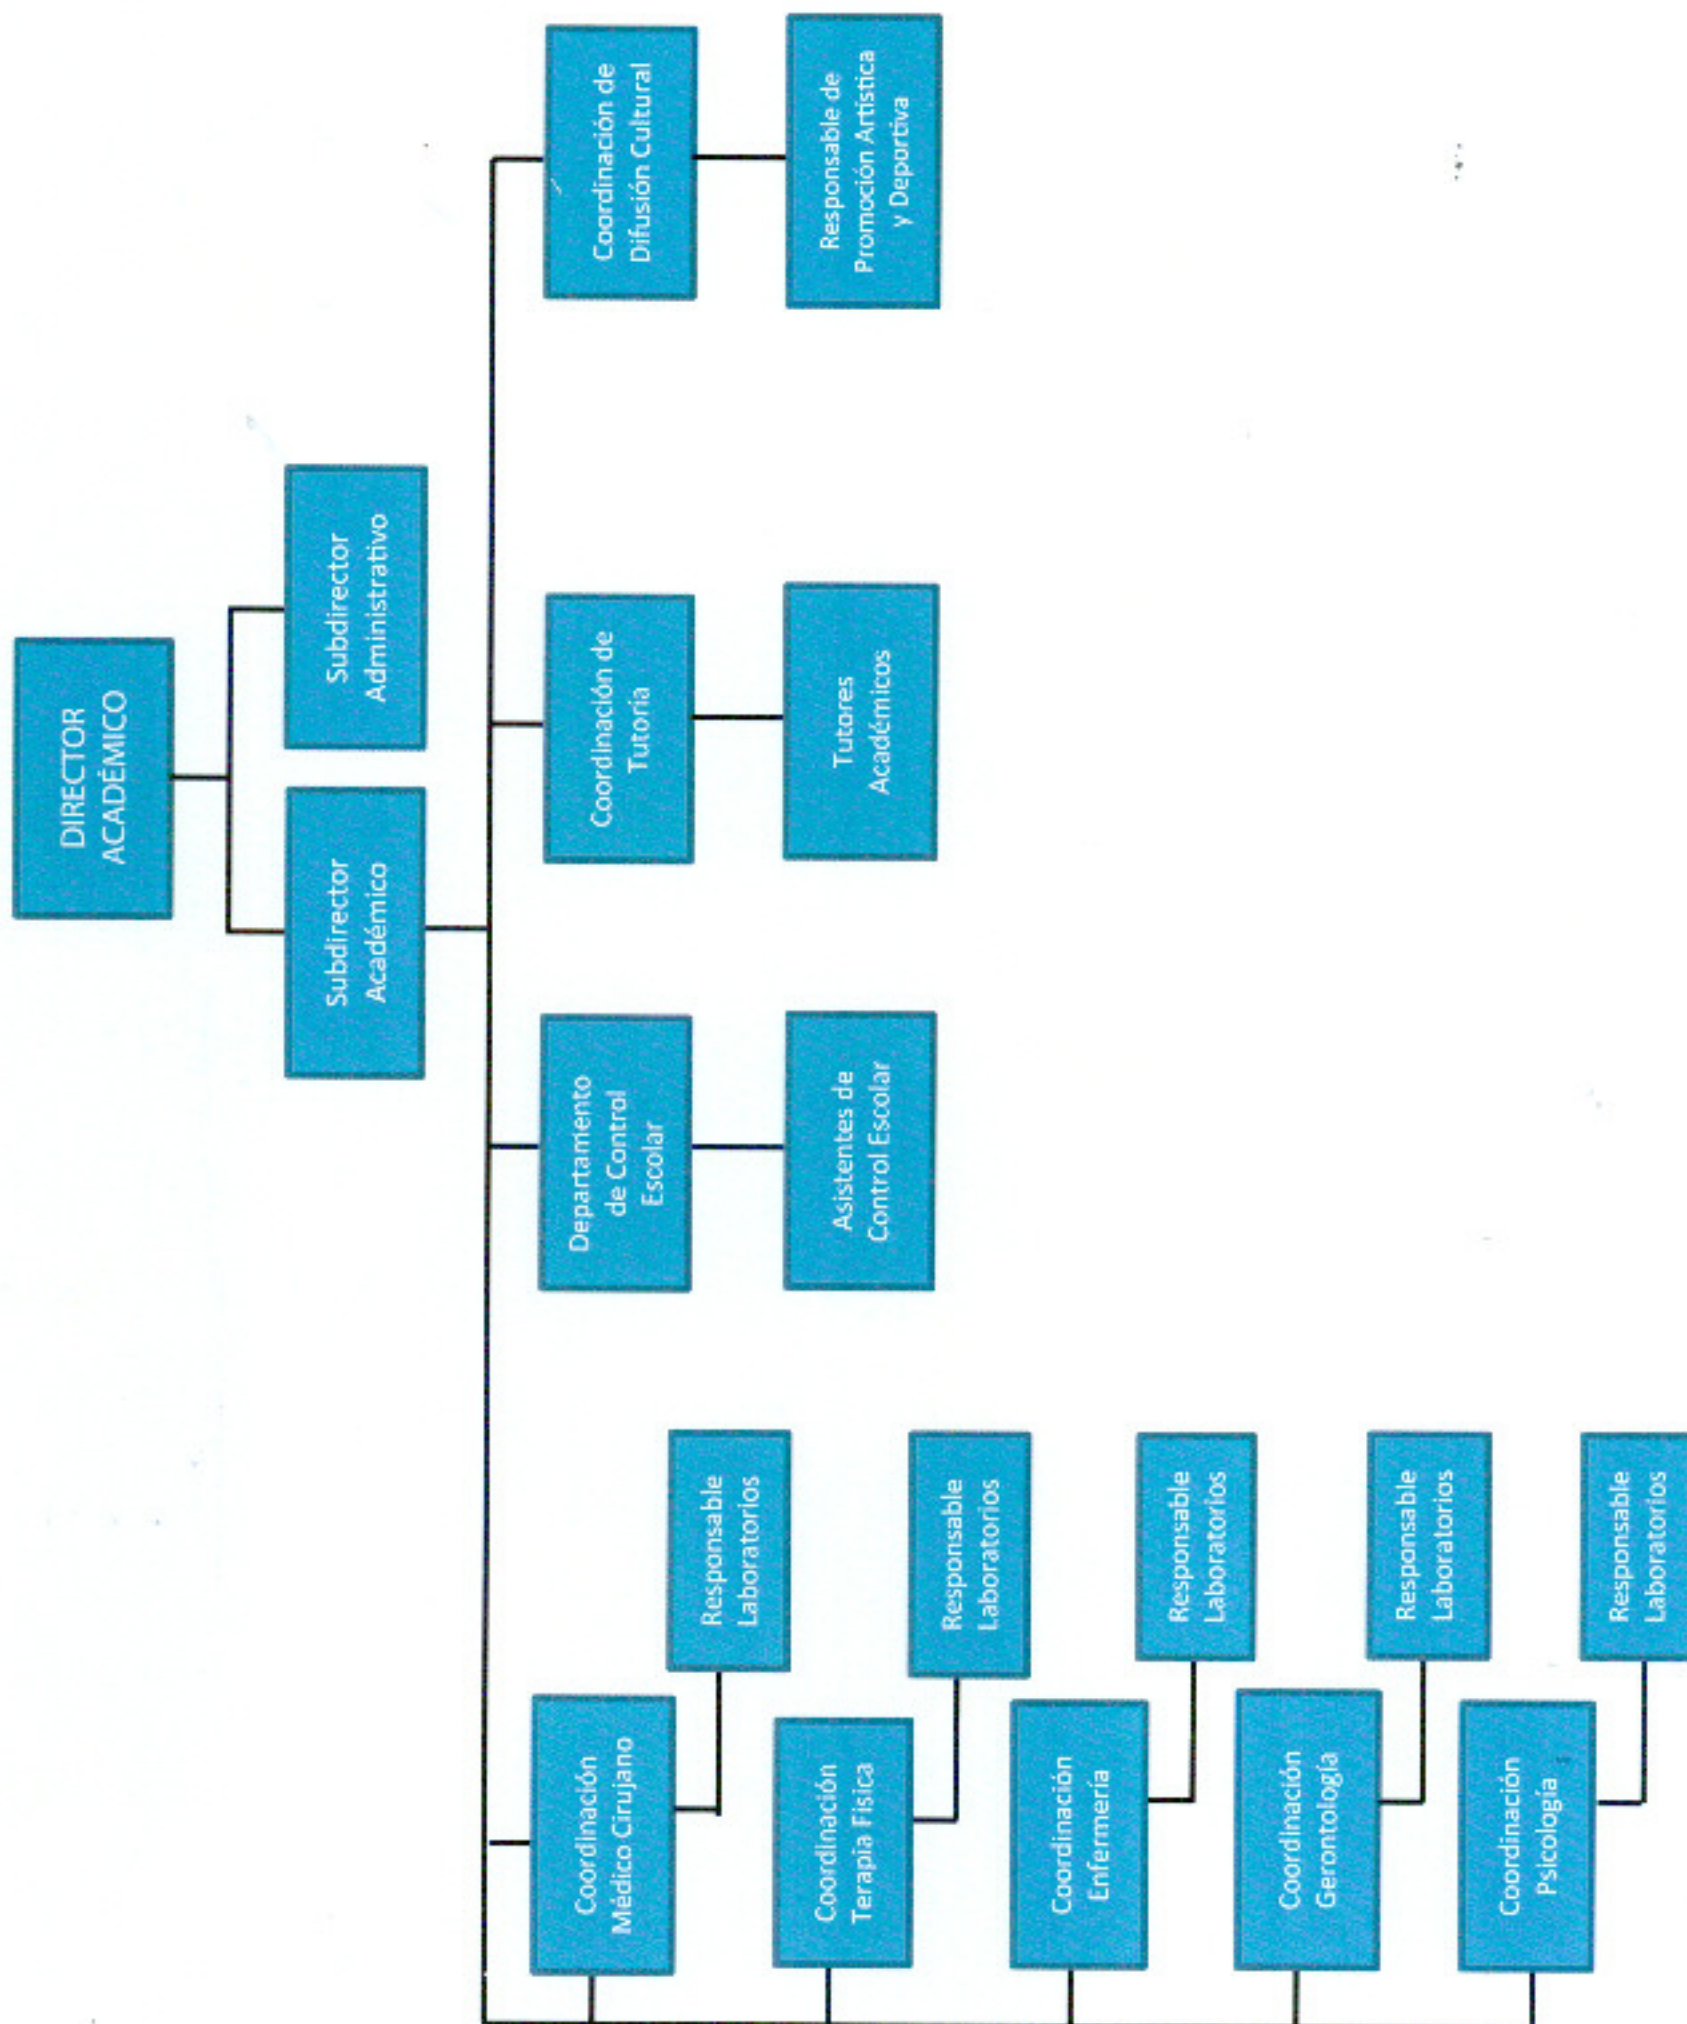 DIRECTOR
ACADÉMICO
Subdirector
Académico
Subdirector
Administrativo
Departamento
de Control
Escolar
Coordinación de
Tutoria
Coordinación de
Difusión Cultural
Asistentes de
Control Escolar
Tutores
Académicos
Responsable de
Promoción Artística
y Deportiva
Coordinación
Médico Cirujano
Responsable
Laboratorios
Coordinación
Terapia Fisica
Responsable
Laboratorios
Coordinación
Enfermería
Responsable
Laboratorios
Coordinación
Gerontología
Responsable
Laboratorios
Coordinación
Psicología
Responsable
Laboratorios